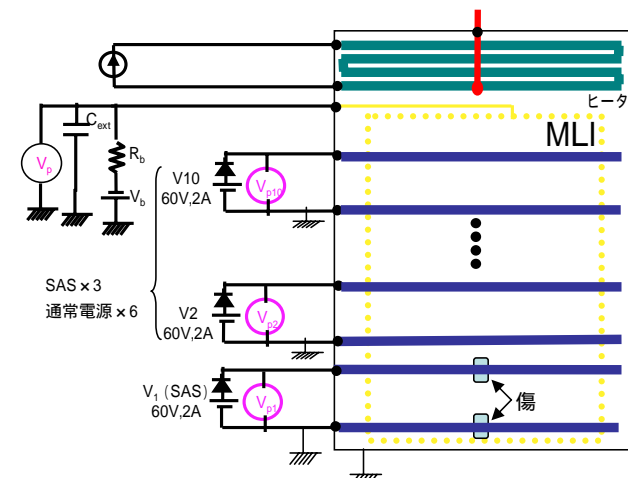 ヒータ
MLI
C_ext
R_b
V_p
V_b
V10
60V,2A
V_p10
SAS×3
通常電源×6
V2
60V,2A
V_p2
V_1 (SAS)
60V,2A
V_p1
傷